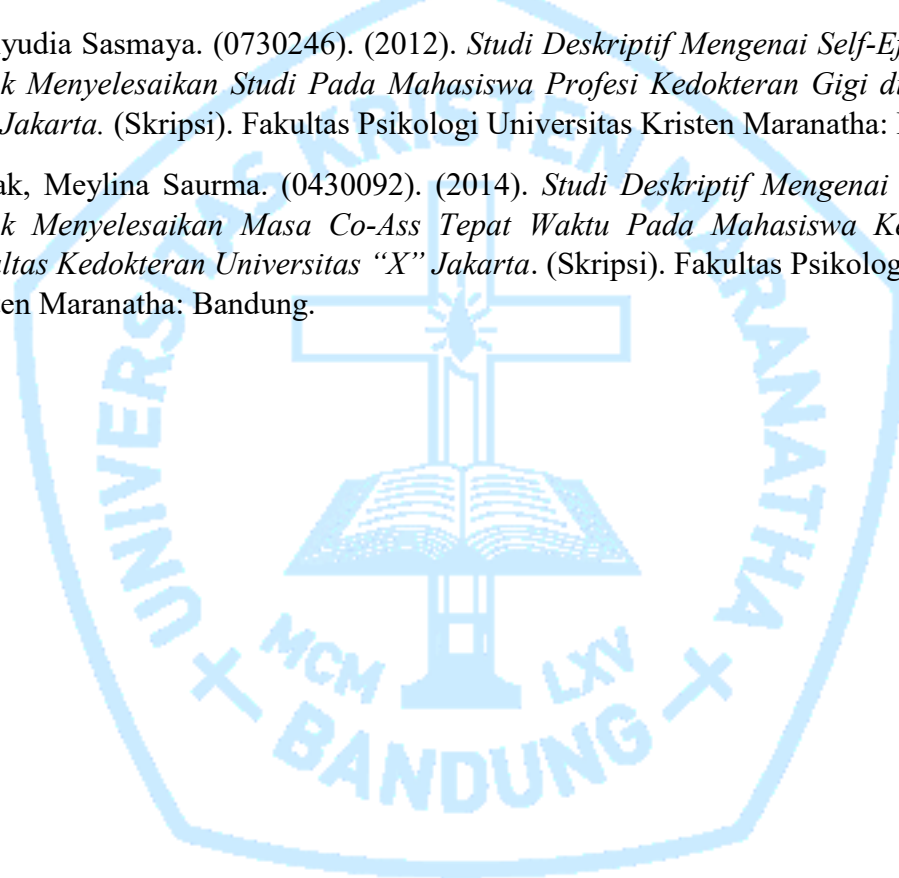 yudia Sasmaya. (0730246). (2012). Studi Deskriptif Mengenai Self-Ef
k Menyelesaikan Studi Pada Mahasiswa Profesi Kedokteran Gigi di
Jakarta. (Skripsi). Fakultas Psikologi Universitas Kristen Maranatha:
ak, Meylina Saurma. (0430092). (2014). Studi Deskriptif Mengenai
k Menyelesaikan Masa Co-Ass Tepat Waktu Pada Mahasiswa Ke
ltas Kedokteran Universitas “X” Jakarta. (Skripsi). Fakultas Psikolog
en Maranatha: Bandung.
UNIVERSITAS KRISTEN MARANATHA
MCM LXV
BANDUNG